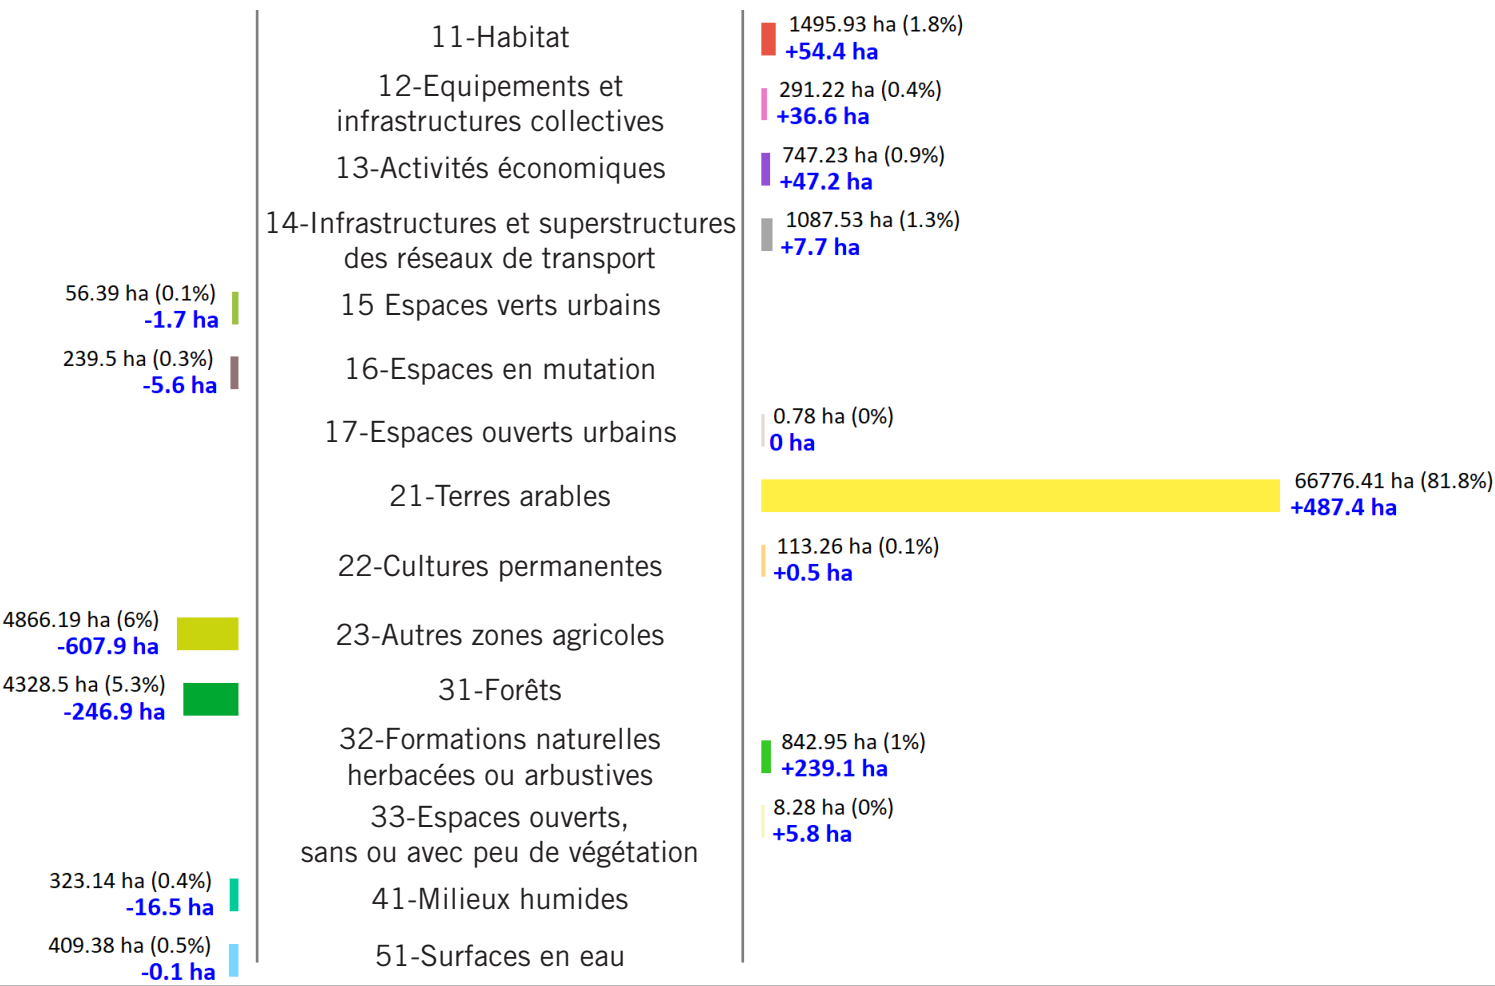 11-Habitat
1495.93 ha (1.8%)
+54.4 ha
12-Equipements et
infrastructures collectives
291.22 ha (0.4%)
+36.6 ha
13-Activités économiques
747.23 ha (0.9%)
+47.2 ha
14-Infrastructures et superstructures
des réseaux de transport
1087.53 ha (1.3%)
+7.7 ha
56.39 ha (0.1%)
-1.7 ha
15 Espaces verts urbains
239.5 ha (0.3%)
-5.6 ha
16-Espaces en mutation
17-Espaces ouverts urbains
0.78 ha (0%)
0 ha
21-Terres arables
66776.41 ha (81.8%)
+487.4 ha
22-Cultures permanentes
113.26 ha (0.1%)
+0.5 ha
4866.19 ha (6%)
-607.9 ha
23-Autres zones agricoles
4328.5 ha (5.3%)
-246.9 ha
31-Forêts
32-Formations naturelles
herbacées ou arbustives
842.95 ha (1%)
+239.1 ha
33-Espaces ouverts,
sans ou avec peu de végétation
8.28 ha (0%)
+5.8 ha
323.14 ha (0.4%)
-16.5 ha
41-Milieux humides
409.38 ha (0.5%)
-0.1 ha
51-Surfaces en eau